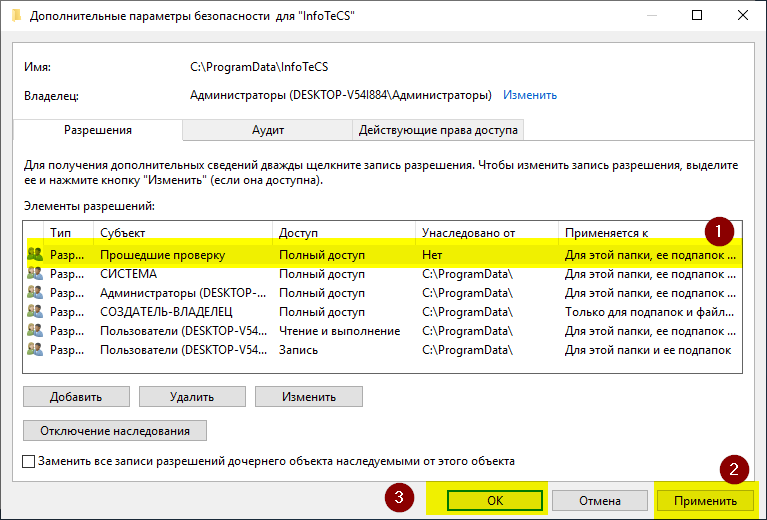 Дополнительные параметры безопасности для "InfoTeCS"
Имя: C:\ProgramData\InfoTeCS
Владелец: Администраторы (DESKTOP-V54I884\Администраторы) Изменить
Разрешения Аудит Действующие права доступа
Для получения дополнительных сведений дважды щелкните запись разрешения. Чтобы изменить запись разрешения, выделите
ее и нажмите кнопку "Изменить" (если она доступна).
Элементы разрешений:
1
Тип Субъект Доступ Унаследовано от Применяется к
Разр... Прошедшие проверку Полный доступ Нет Для этой папки, ее подпапок ...
Разр... СИСТЕМА Полный доступ C:\ProgramData\ Для этой папки, ее подпапок ...
Разр... Администраторы (DESKTOP-... Полный доступ C:\ProgramData\ Для этой папки, ее подпапок ...
Разр... СОЗДАТЕЛЬ-ВЛАДЕЛЕЦ Полный доступ C:\ProgramData\ Только для подпапок и файл...
Разр... Пользователи (DESKTOP-V54... Чтение и выполнение C:\ProgramData\ Для этой папки, ее подпапок ...
Разр... Пользователи (DESKTOP-V54... Запись C:\ProgramData\ Для этой папки и ее подпапок
Добавить Удалить Изменить
Отключение наследования
Заменить все записи разрешений дочернего объекта наследуемыми от этого объекта
2
3 ОК Отмена Применить